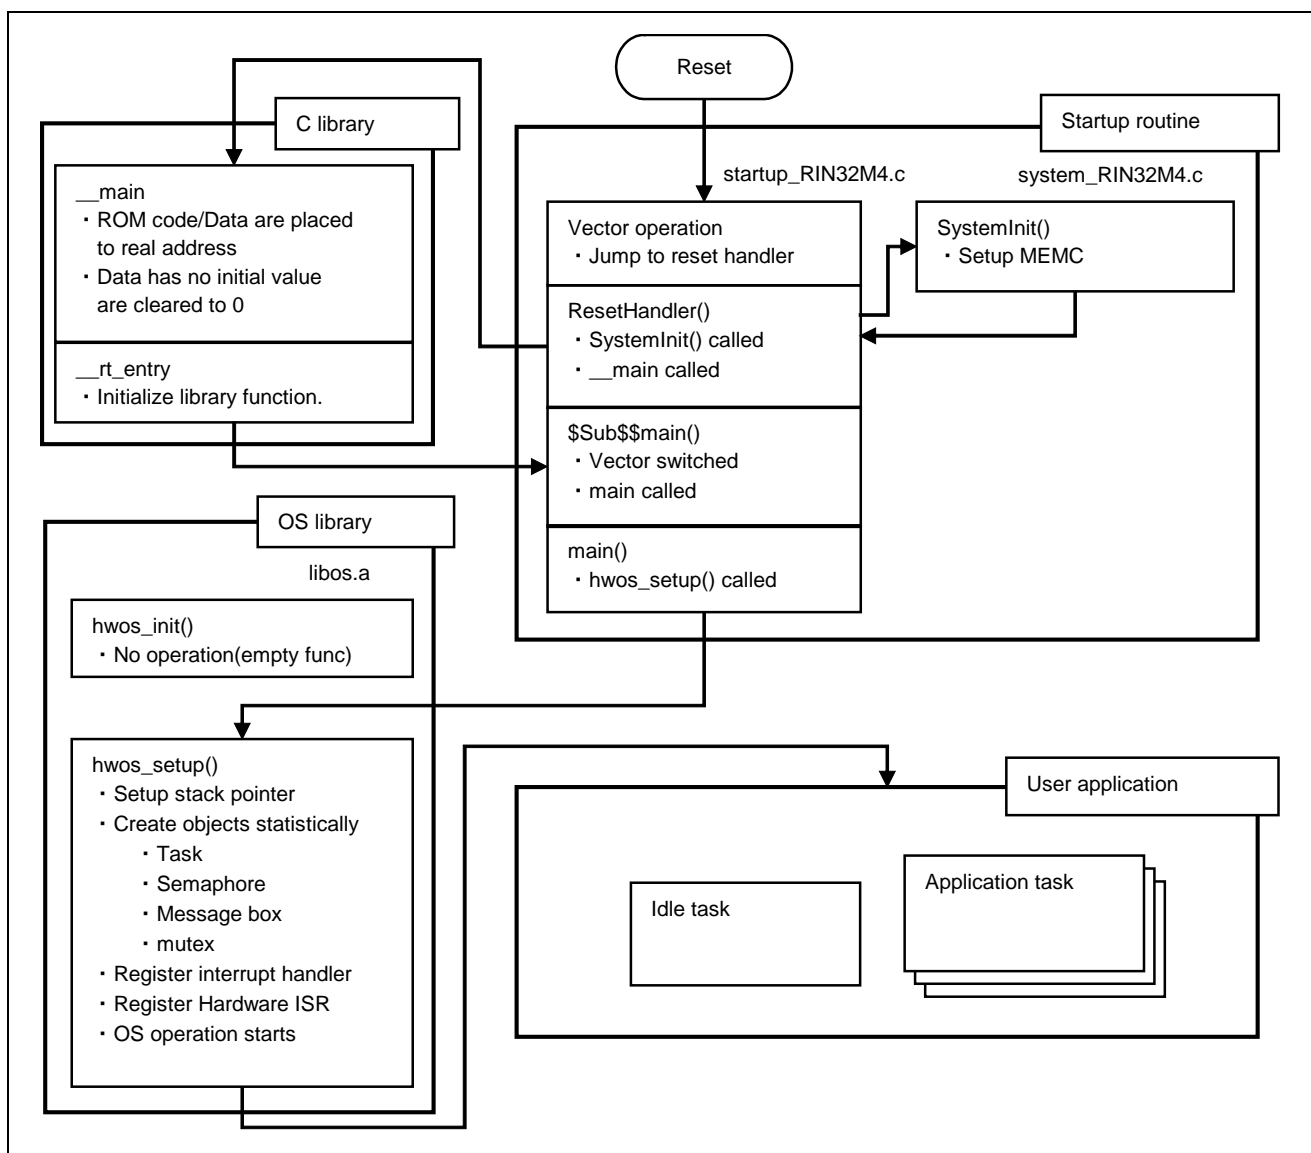 Reset
C library
__main
・ROM code/Data are placed
to real address
・Data has no initial value
are cleared to 0
__rt_entry
・Initialize library function.
Startup routine
startup_RIN32M4.c
system_RIN32M4.c
Vector operation
・Jump to reset handler
SystemInit()
・Setup MEMC
ResetHandler()
・SystemInit() called
・__main called
$Sub$$main()
・Vector switched
・main called
main()
・hwos_setup() called
OS library
libos.a
hwos_init()
・No operation(empty func)
hwos_setup()
・Setup stack pointer
・Create objects statistically
・Task
・Semaphore
・Message box
・mutex
・Register interrupt handler
・Register Hardware ISR
・OS operation starts
User application
Idle task
Application task